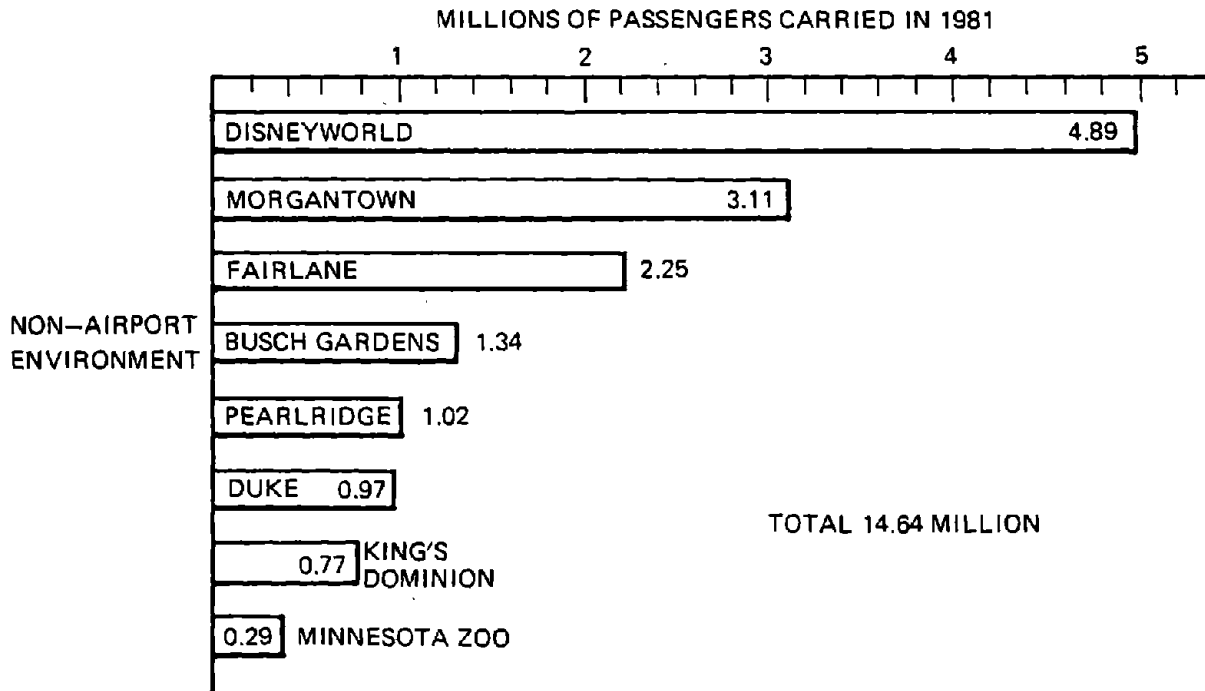 MILLIONS OF PASSENGERS CARRIED IN 1981
1 2 3 4 5
DISNEYWORLD 4.89
MORGANTOWN 3.11
FAIRLANE 2.25
NON-AIRPORT
ENVIRONMENT
BUSCH GARDENS 1.34
PEARLRIDGE 1.02
DUKE 0.97
TOTAL 14.64 MILLION
0.77 KING'S
DOMINION
0.29 MINNESOTA ZOO